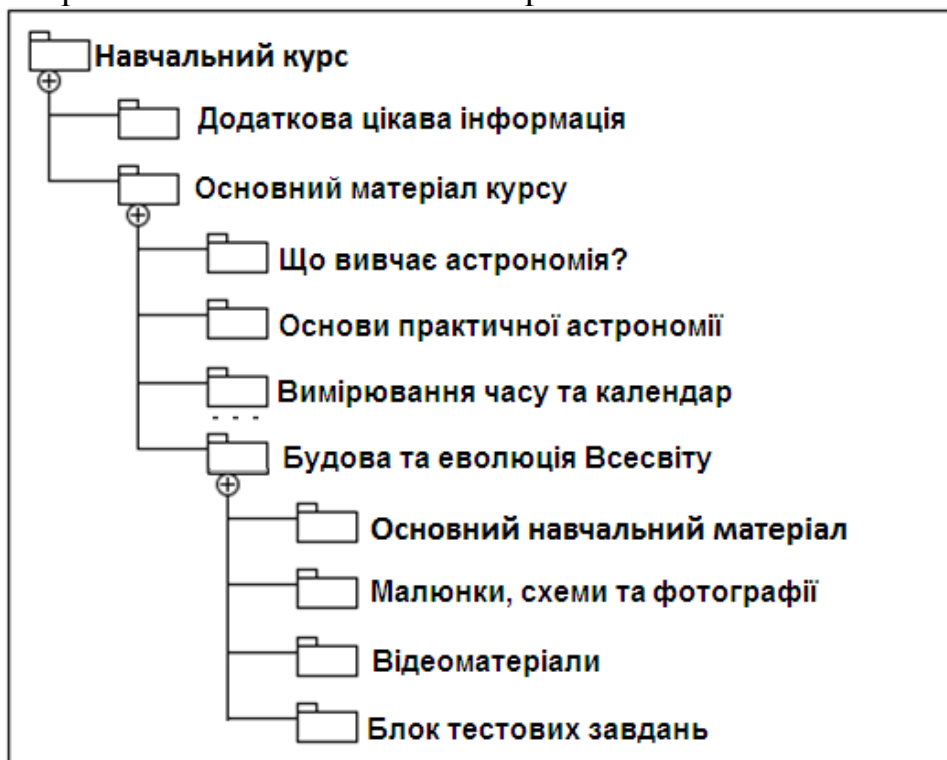 Навчальний курс
Додаткова цікава інформація
Основний матеріал курсу
Що вивчає астрономія?
Основи практичної астрономії
Вимірювання часу та календар
- - -
Будова та еволюція Всесвіту
Основний навчальний матеріал
Малюнки, схеми та фотографії
Відеоматеріали
Блок тестових завдань